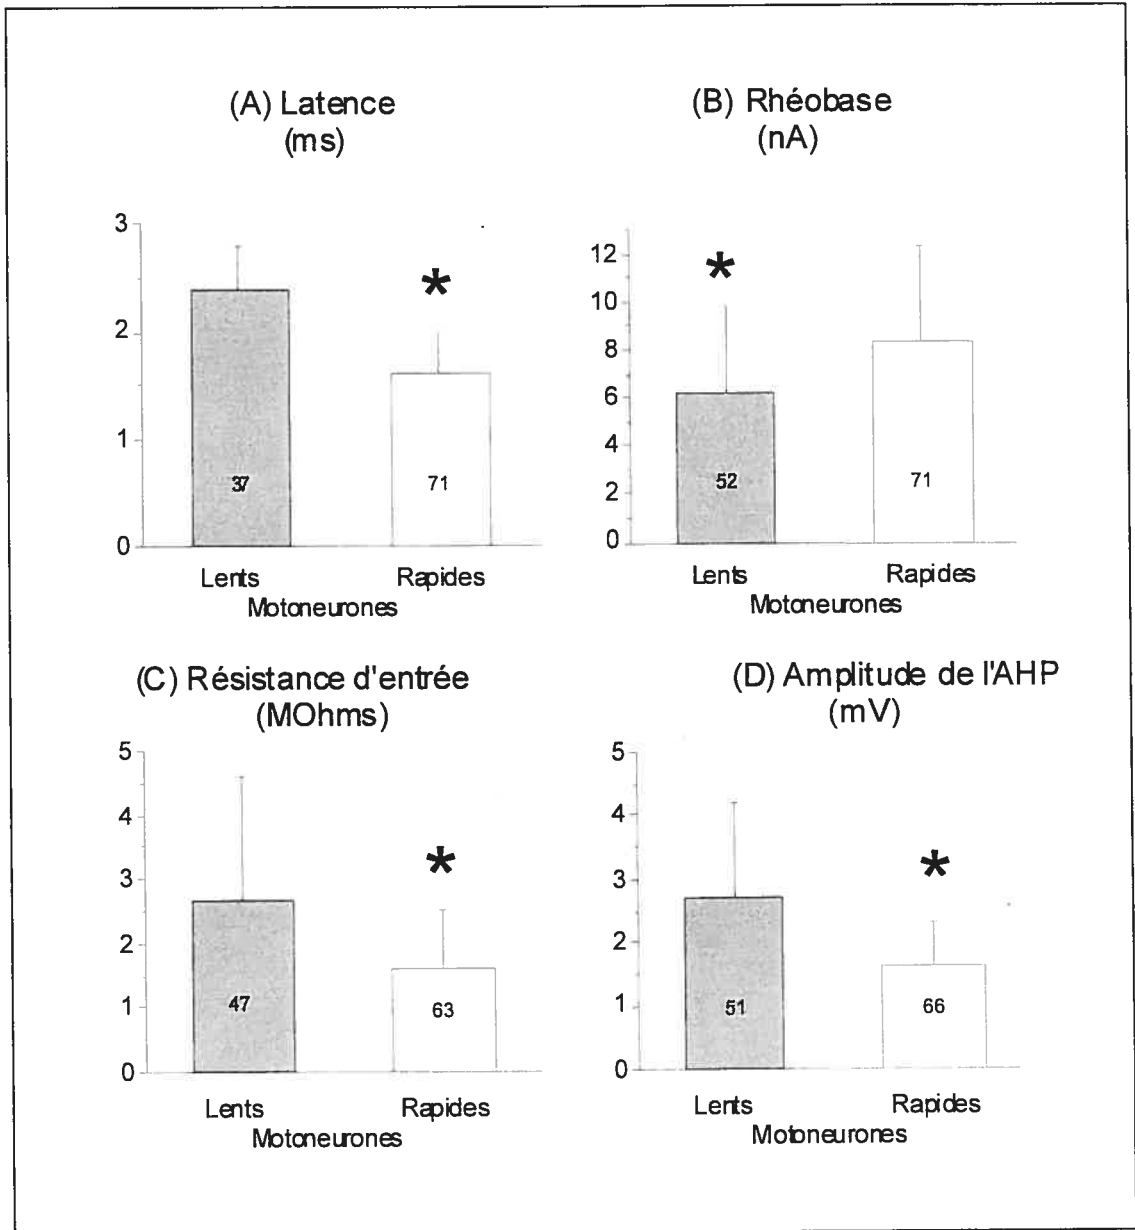 (A) Latence
(ms)
3
2
1
0
*
37
71
Lents Rapides
Motoneurones
(B) Rhéobase
(nA)
12
10
8
6
4
2
0
*
52
71
Lents Rapides
Motoneurones
(C) Résistance d'entrée
(MOhms)
5
4
3
2
1
0
*
47
63
Lents Rapides
Motoneurones
(D) Amplitude de l'AHP
(mV)
5
4
3
2
1
0
*
51
66
Lents Rapides
Motoneurones